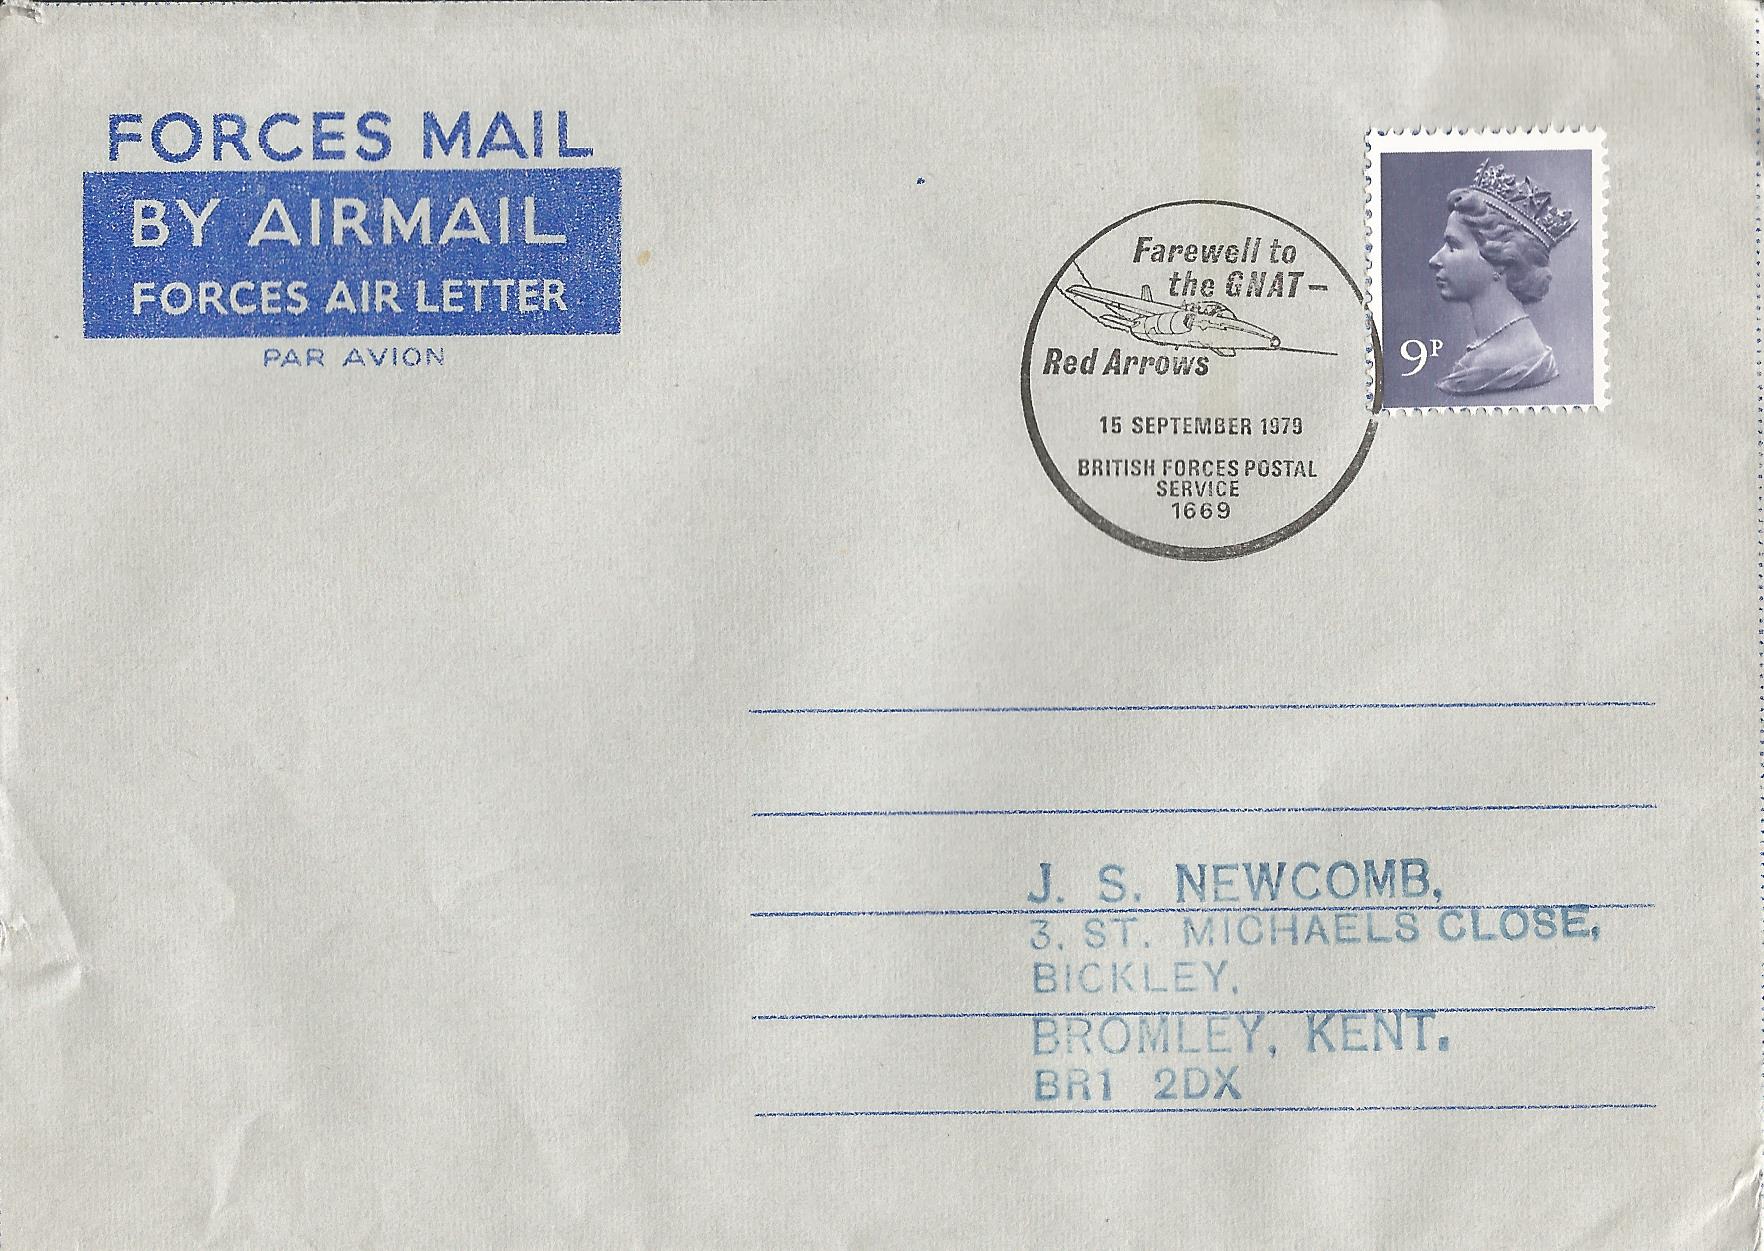 FORCES MAIL
BY AIRMAIL
FORCES AIR LETTER
PAR AVION
Farewell to
the GNAT –
Red Arrows
15 SEPTEMBER 1979
BRITISH FORCES POSTAL
SERVICE
1669
9P
J. S. NEWCOMB,
3, ST. MICHAELS CLOSE,
BICKLEY,
BROMLEY, KENT.
BR1 2DX